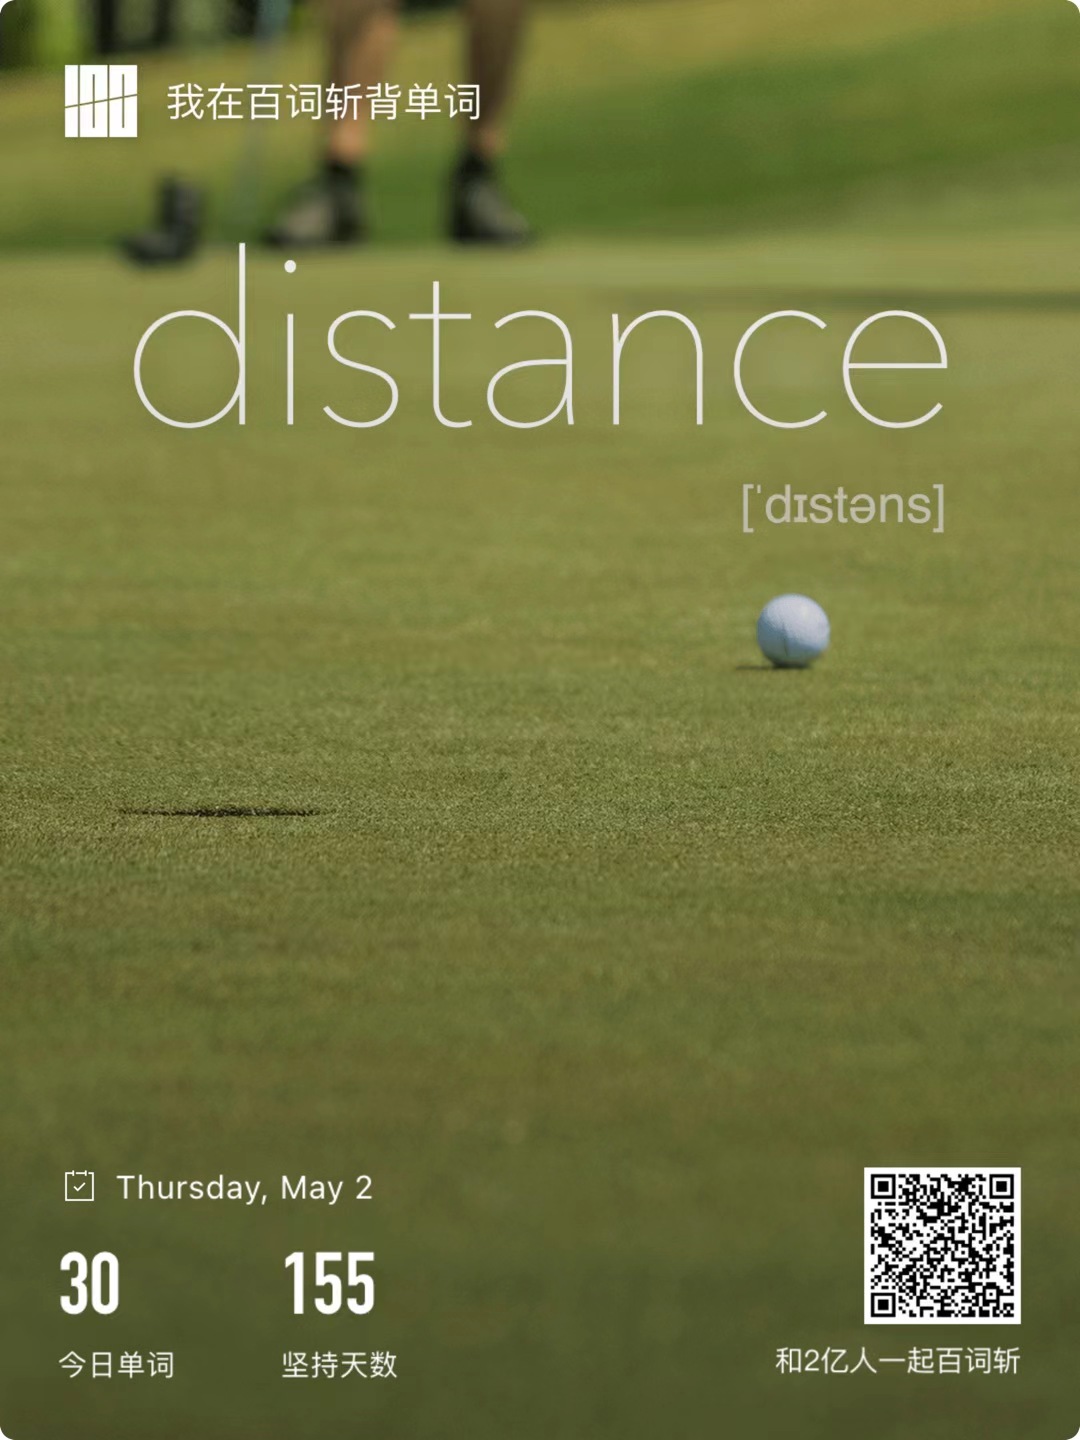 100 我在百词斩背单词
distance
[ˈdɪstəns]
Thursday, May 2
30 155
今日单词 坚持天数
和2亿人一起百词斩